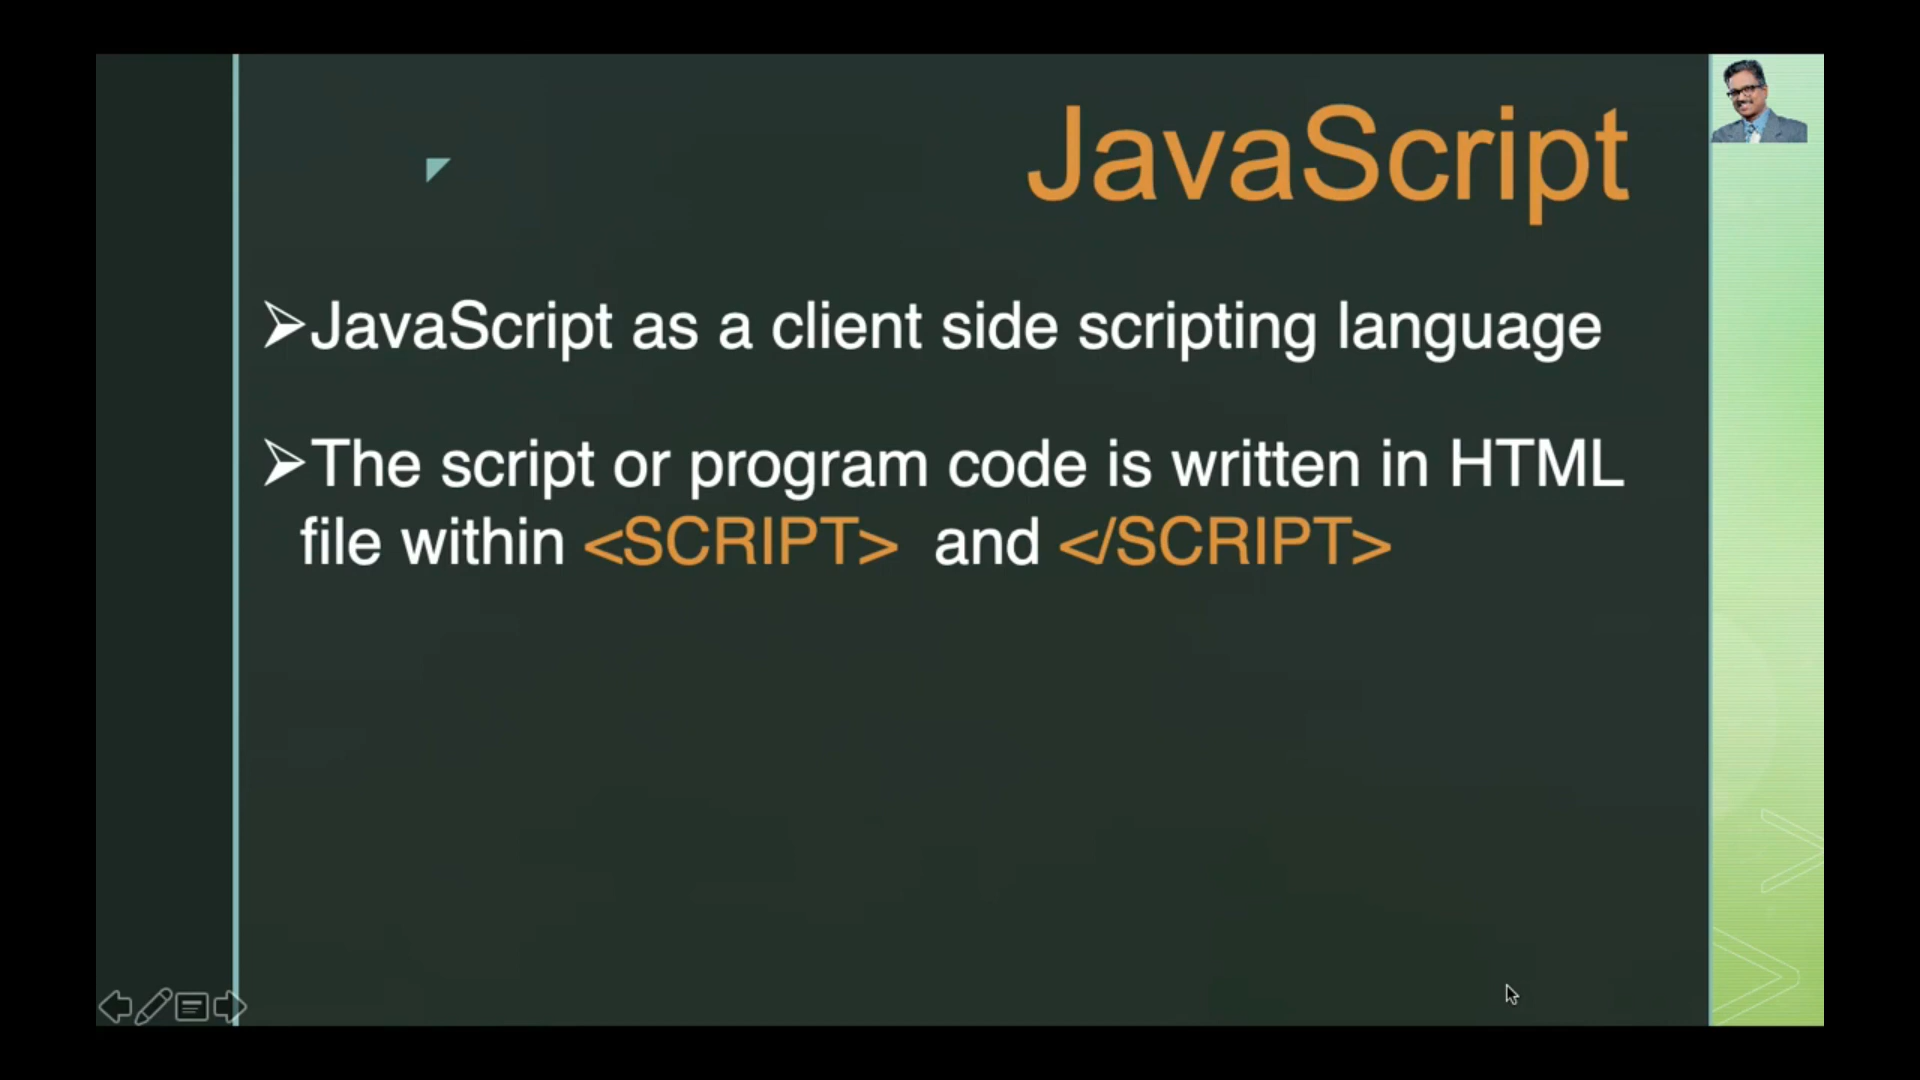 JavaScript
➢JavaScript as a client side scripting language
➢The script or program code is written in HTML
file within <SCRIPT> and </SCRIPT>